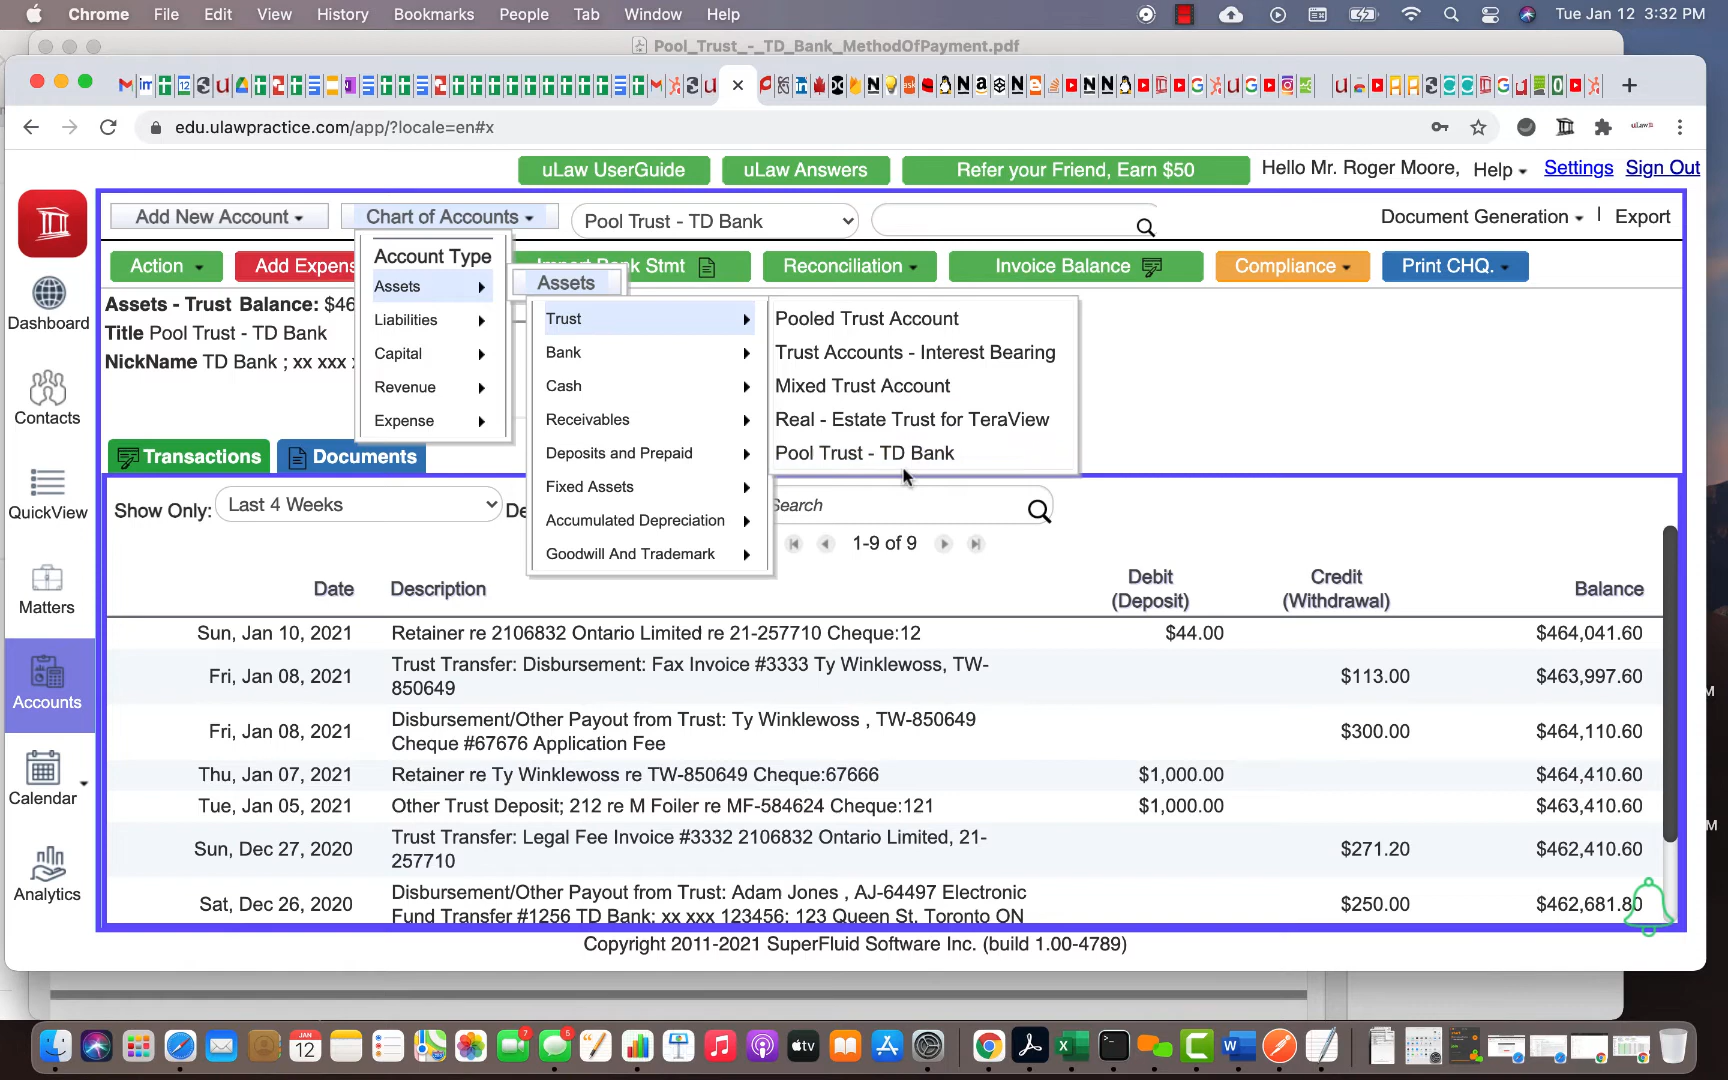 Chrome File Edit View History Bookmarks People Tab Window Help Tue Jan 12 3:32 PM
Pool_Trust_-_TD_Bank_MethodOfPayment.pdf
edu.ulawpractice.com/app/?locale=en#x
uLaw UserGuide uLaw Answers Refer your Friend, Earn $50 Hello Mr. Roger Moore, Help Settings Sign Out
Add New Account Chart of Accounts Pool Trust - TD Bank Document Generation | Export
Action Add Expens Stmt Reconciliation Invoice Balance Compliance Print CHQ.
Account Type
Assets
Liabilities
Capital
Revenue
Expense
Assets
Trust
Bank
Cash
Receivables
Deposits and Prepaid
Fixed Assets
Accumulated Depreciation
Goodwill And Trademark
Pooled Trust Account
Trust Accounts - Interest Bearing
Mixed Trust Account
Real - Estate Trust for TeraView
Pool Trust - TD Bank
Assets - Trust Balance: $46
Title Pool Trust - TD Bank
NickName TD Bank ; xx xxx
Dashboard
Contacts
QuickView
Matters
Accounts
Calendar
Analytics
Transactions Documents
Show Only: Last 4 Weeks De Search
1-9 of 9
Date Description Debit (Deposit) Credit (Withdrawal) Balance
Sun, Jan 10, 2021 Retainer re 2106832 Ontario Limited re 21-257710 Cheque:12 $44.00 $464,041.60
Trust Transfer: Disbursement: Fax Invoice #3333 Ty Winklewoss, TW-
Fri, Jan 08, 2021 850649 $113.00 $463,997.60
Disbursement/Other Payout from Trust: Ty Winklewoss , TW-850649
Fri, Jan 08, 2021 Cheque #67676 Application Fee $300.00 $464,110.60
Thu, Jan 07, 2021 Retainer re Ty Winklewoss re TW-850649 Cheque:67666 $1,000.00 $464,410.60
Tue, Jan 05, 2021 Other Trust Deposit; 212 re M Foiler re MF-584624 Cheque:121 $1,000.00 $463,410.60
Trust Transfer: Legal Fee Invoice #3332 2106832 Ontario Limited, 21-
Sun, Dec 27, 2020 257710 $271.20 $462,410.60
Disbursement/Other Payout from Trust: Adam Jones , AJ-64497 Electronic
Sat, Dec 26, 2020 Fund Transfer #1256 TD Bank: xx xxx 123456: 123 Queen St. Toronto ON $250.00 $462,681.80
Copyright 2011-2021 SuperFluid Software Inc. (build 1.00-4789)
JAN
12
7
5
tv